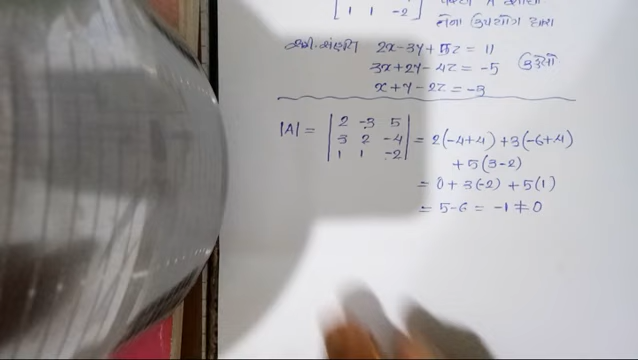 1 1 -2
2x-3y+5z = 11
3x+2y-4z = -5
x+y-2z = -3
|A| = | 2 -3 5 | = 2(-4+4) +3(-6+4)
| 3 2 -4 |
| 1 1 -2 | +5(3-2)
= 0+3(-2) +5(1)
= 5-6 = -1 ≠ 0